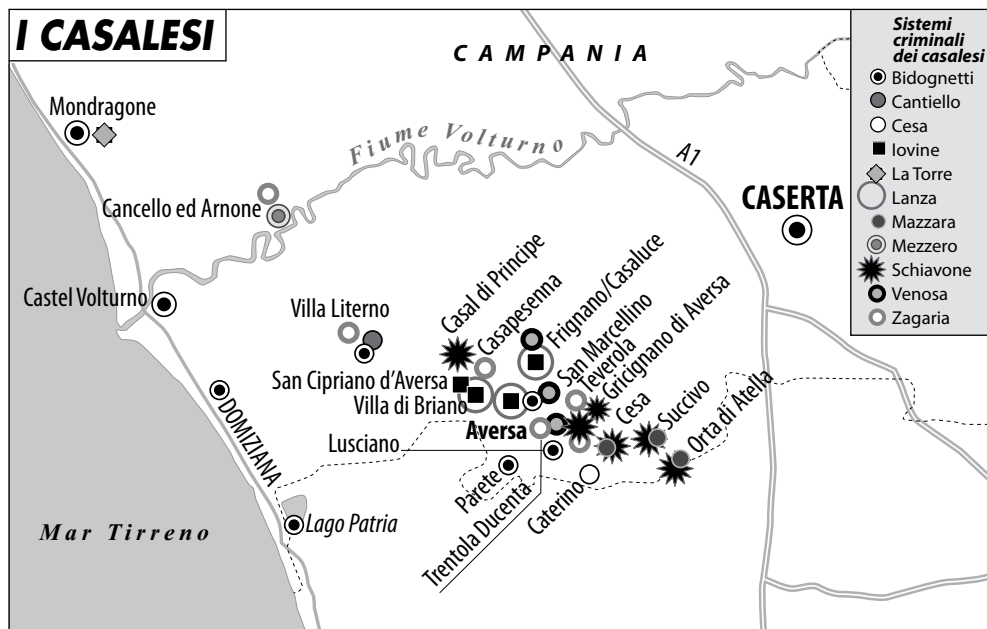 I CASALESI
CAMPANIA
Sistemi
criminali
dei casalesi
Bidognetti
Cantiello
Cesa
Iovine
La Torre
Lanza
Mazzara
Mezzero
Schiavone
Venosa
Zagaria
Mondragone
Fiume Volturno
A1
CASERTA
Cancello ed Arnone
Castel Volturno
Villa Literno
Casal di Principe
Casapesenna
Frignano/Casaluce
San Marcellino
Teverola
Gricignano di Aversa
Cesa
Succivo
Orta di Atella
San Cipriano d'Aversa
Villa di Briano
Aversa
Lusciano
DOMIZIANA
Parete
Trentola Ducenta
Caterino
Lago Patria
Mar Tirreno